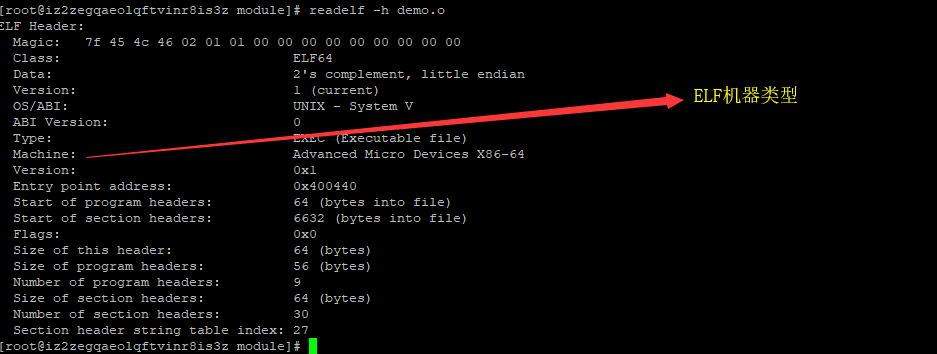 [root@iz2zegqaeolqftvinr8is3z module]# readelf -h demo.o
ELF Header:
Magic: 7f 45 4c 46 02 01 01 00 00 00 00 00 00 00 00 00
Class: ELF64
Data: 2's complement, little endian
Version: 1 (current)
OS/ABI: UNIX - System V
ABI Version: 0
Type: EXEC (Executable file)
Machine: Advanced Micro Devices X86-64
ELF机器类型
Version: 0x1
Entry point address: 0x400440
Start of program headers: 64 (bytes into file)
Start of section headers: 6632 (bytes into file)
Flags: 0x0
Size of this header: 64 (bytes)
Size of program headers: 56 (bytes)
Number of program headers: 9
Size of section headers: 64 (bytes)
Number of section headers: 30
Section header string table index: 27
[root@iz2zegqaeolqftvinr8is3z module]#